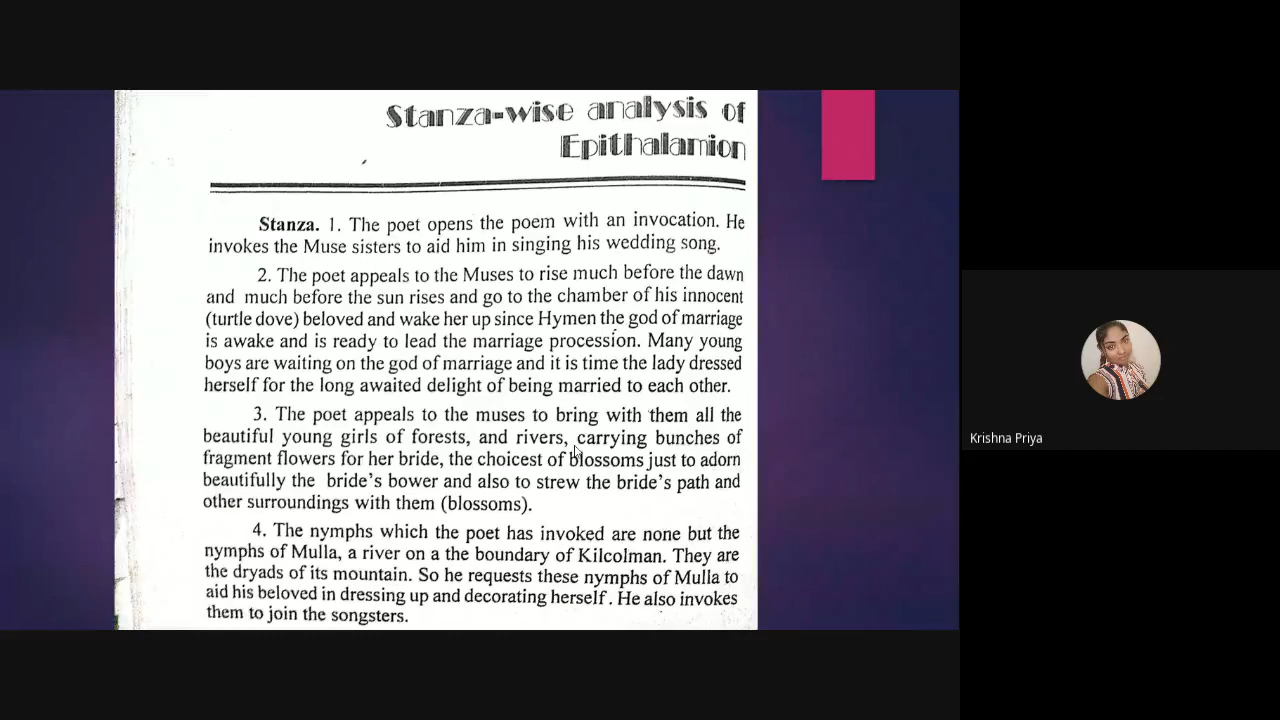 Stanza-wise analysis of
Epithalamion
Stanza. 1. The poet opens the poem with an invocation. He
invokes the Muse sisters to aid him in singing his wedding song.
2. The poet appeals to the Muses to rise much before the dawn
and much before the sun rises and go to the chamber of his innocent
(turtle dove) beloved and wake her up since Hymen the god of marriage
is awake and is ready to lead the marriage procession. Many young
boys are waiting on the god of marriage and it is time the lady dressed
herself for the long awaited delight of being married to each other.
3. The poet appeals to the muses to bring with them all the
beautiful young girls of forests, and rivers, carrying bunches of
fragment flowers for her bride, the choicest of blossoms just to adorn
beautifully the bride's bower and also to strew the bride's path and
other surroundings with them (blossoms).
4. The nymphs which the poet has invoked are none but the
nymphs of Mulla, a river on a the boundary of Kilcolman. They are
the dryads of its mountain. So he requests these nymphs of Mulla to
aid his beloved in dressing up and decorating herself. He also invokes
them to join the songsters.
Krishna Priya